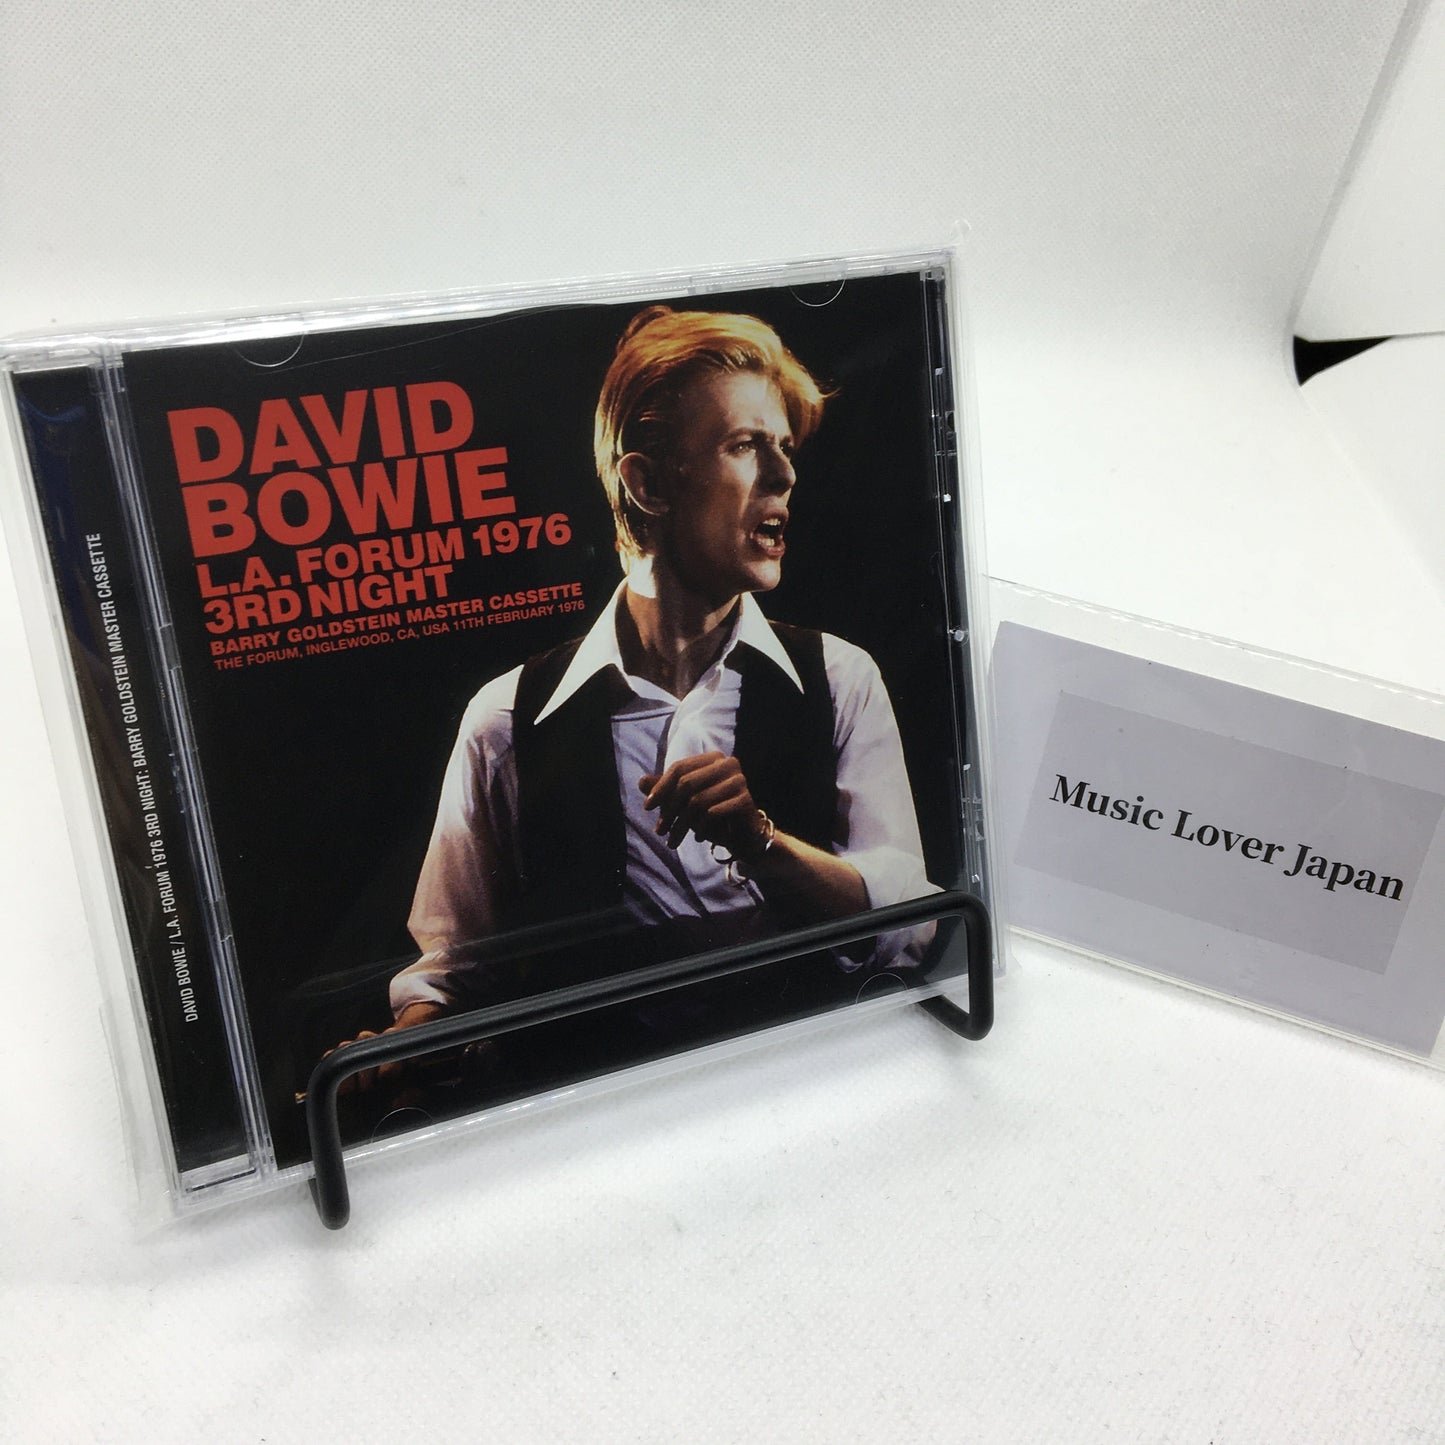 DAVID
BOWIE
L.A. FORUM 1976
3RD NIGHT
BARRY GOLDSTEIN MASTER CASSETTE
THE FORUM, INGLEWOOD, CA, USA 11TH FEBRUARY 1976
DAVID BOWIE / L.A. FORUM 1976 3RD NIGHT: BARRY GOLDSTEIN MASTER CASSETTE
Music Lover Japan